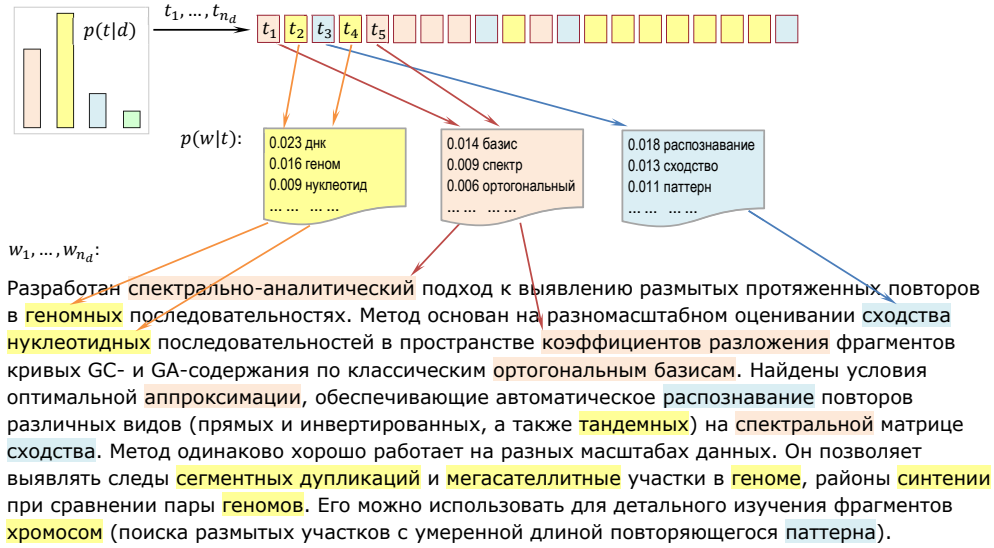 p(t|d)
t₁, … , tₙ_d
t₁ t₂ t₃ t₄ t₅
p(w|t):
0.023 днк
0.016 геном
0.009 нуклеотид
… … … …
0.014 базис
0.009 спектр
0.006 ортогональный
… … … …
0.018 распознавание
0.013 сходство
0.011 паттерн
… … … …
w₁, … , wₙ_d:
Разработан спектрально-аналитический подход к выявлению размытых протяженных повторов
в геномных последовательностях. Метод основан на разномасштабном оценивании сходства
нуклеотидных последовательностей в пространстве коэффициентов разложения фрагментов
кривых GC- и GA-содержания по классическим ортогональным базисам. Найдены условия
оптимальной аппроксимации, обеспечивающие автоматическое распознавание повторов
различных видов (прямых и инвертированных, а также тандемных) на спектральной матрице
сходства. Метод одинаково хорошо работает на разных масштабах данных. Он позволяет
выявлять следы сегментных дупликаций и мегасателлитные участки в геноме, районы синтении
при сравнении пары геномов. Его можно использовать для детального изучения фрагментов
хромосом (поиска размытых участков с умеренной длиной повторяющегося паттерна).